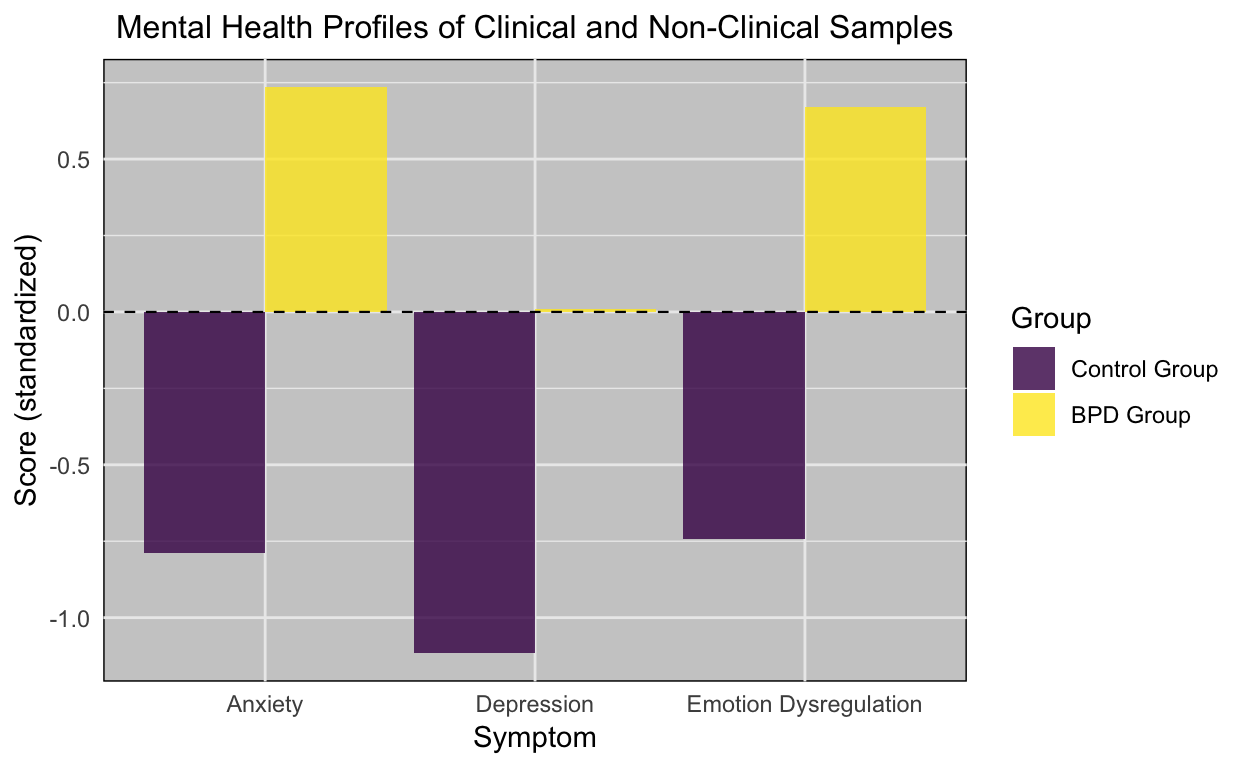 Mental Health Profiles of Clinical and Non-Clinical Samples
Score (standardized)
0.5
0.0
-0.5
-1.0
Anxiety
Depression
Emotion Dysregulation
Symptom
Group
Control Group
BPD Group